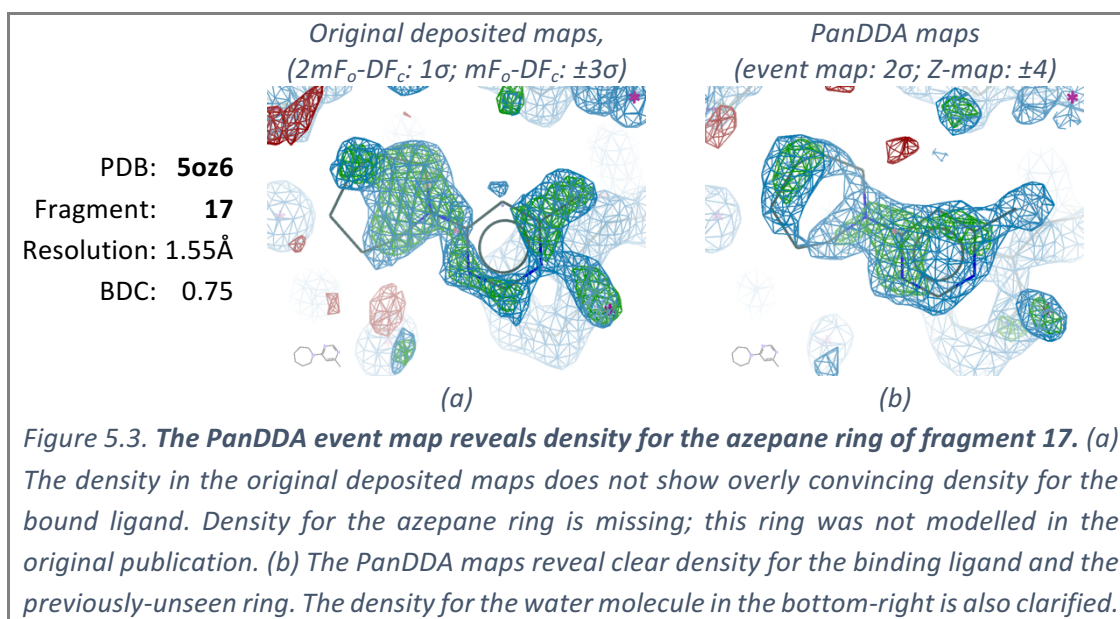 Original deposited maps,
(2mFo-DFc: 1σ; mFo-DFc: ±3σ)
PanDDA maps
(event map: 2σ; Z-map: ±4)
PDB: 5oz6
Fragment: 17
Resolution: 1.55Å
BDC: 0.75
(a)
(b)
Figure 5.3. The PanDDA event map reveals density for the azepane ring of fragment 17. (a)
The density in the original deposited maps does not show overly convincing density for the
bound ligand. Density for the azepane ring is missing; this ring was not modelled in the
original publication. (b) The PanDDA maps reveal clear density for the binding ligand and the
previously-unseen ring. The density for the water molecule in the bottom-right is also clarified.